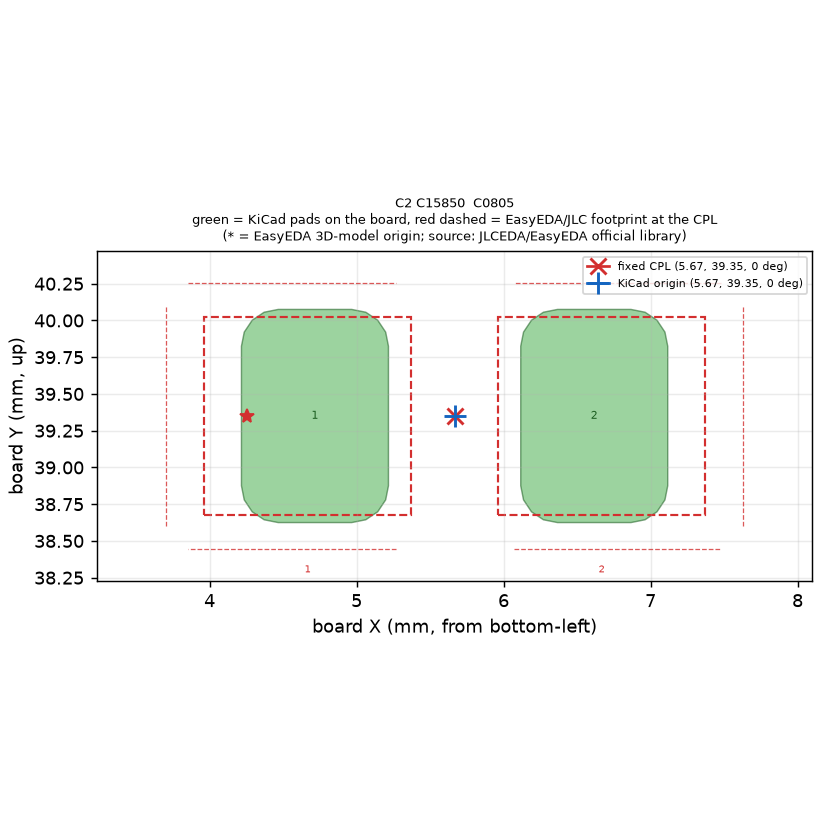 C2 C15850  C0805
green = KiCad pads on the board, red dashed = EasyEDA/JLC footprint at the CPL
(* = EasyEDA 3D-model origin; source: JLCEDA/EasyEDA official library)
fixed CPL (5.67, 39.35, 0 deg)
KiCad origin (5.67, 39.35, 0 deg)
40.25
40.00
39.75
39.50
39.25
39.00
38.75
38.50
38.25
board Y (mm, up)
1
2
1
2
4
5
6
7
8
board X (mm, from bottom-left)